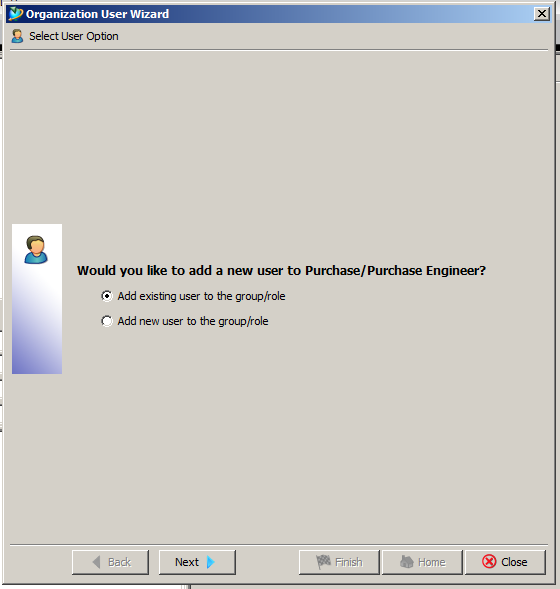 Organization User Wizard
Select User Option
Would you like to add a new user to Purchase/Purchase Engineer?
Add existing user to the group/role
Add new user to the group/role
Back Next Finish Home Close